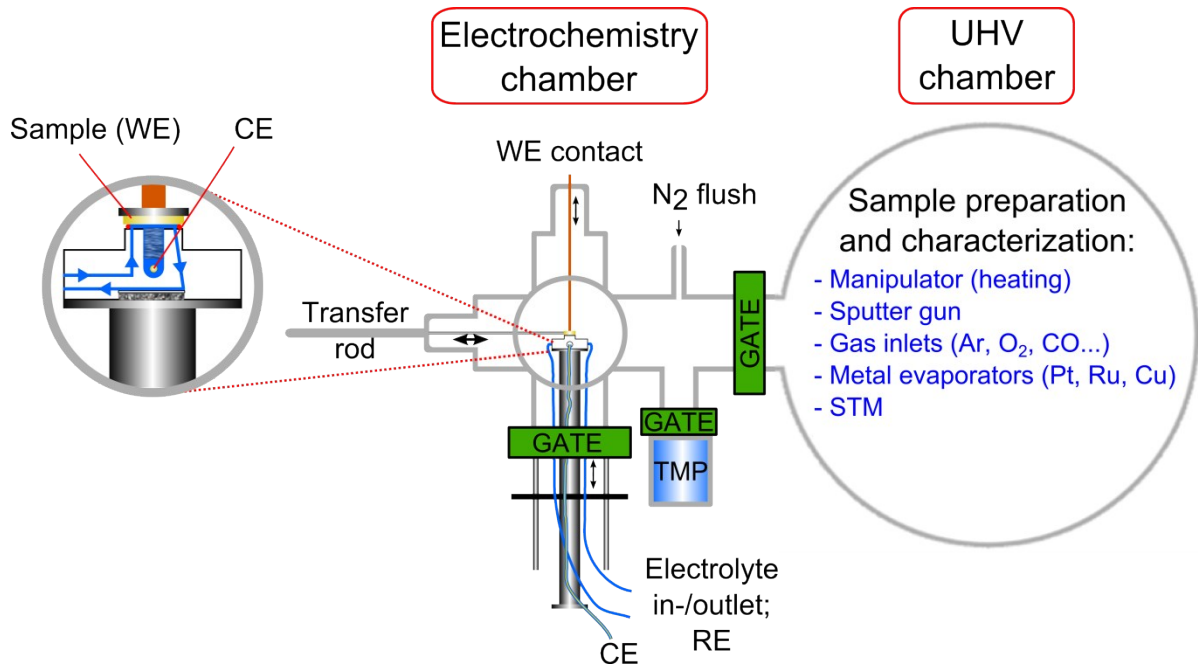 Electrochemistry
chamber
UHV
chamber
Sample (WE)
CE
WE contact
N2 flush
Sample preparation
and characterization:
- Manipulator (heating)
- Sputter gun
- Gas inlets (Ar, O₂, CO...)
- Metal evaporators (Pt, Ru, Cu)
- STM
Transfer
rod
GATE
GATE
GATE
TMP
Electrolyte
in-/outlet;
RE
CE